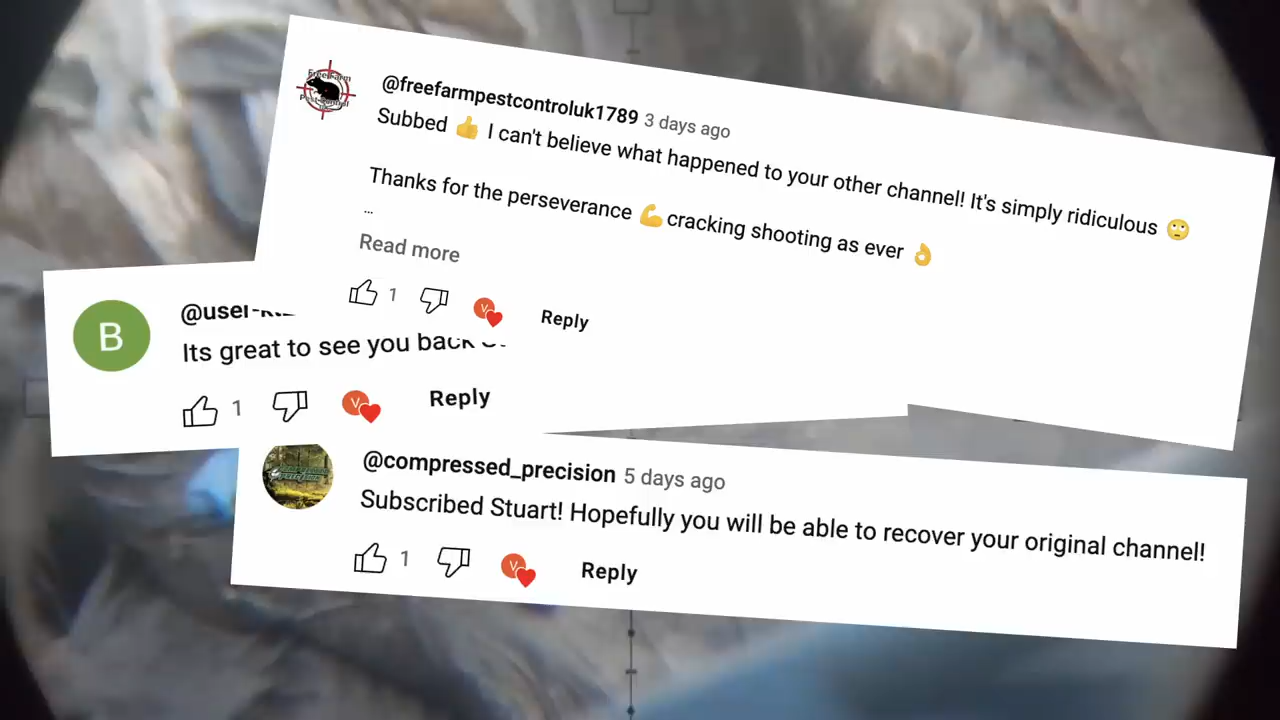 @freefarmpestcontroluk1789 3 days ago
Subbed 👍 I can't believe what happened to your other channel! It's simply ridiculous 🙄
Thanks for the perseverance 💪 cracking shooting as ever 👌
...
Read more
1 V Reply
B
Its great to see you back
1 V Reply
@compressed_precision 5 days ago
Subscribed Stuart! Hopefully you will be able to recover your original channel!
1 V Reply